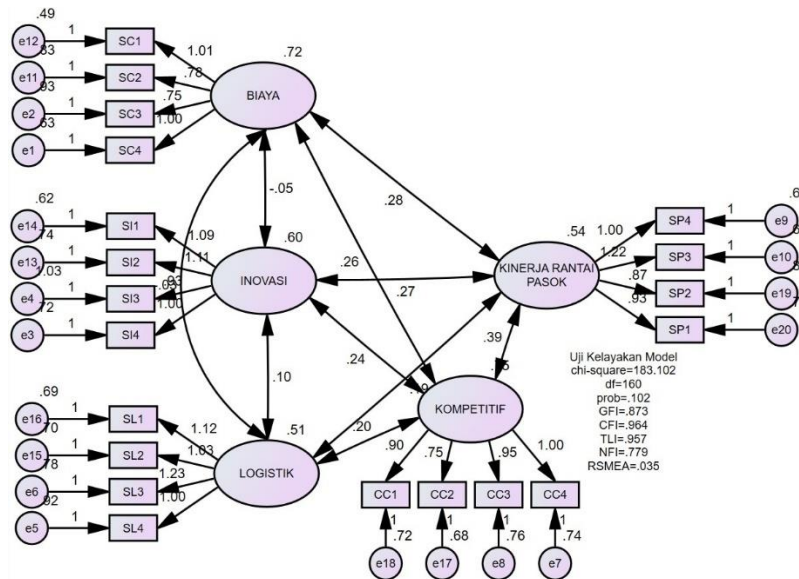 .49
e12 1 SC1
.83
e11 1 SC2
.93
e2 1 SC3
.63
e1 1 SC4
1.01
.78
.75
1.00
.72
BIAYA
.62
e14 1 SI1
.74
e13 1 SI2
1.03
e4 1 SI3
.72
e3 1 SI4
1.09
1.11
.93
1.00
.60
INOVASI
.69
e16 1 SL1
.70
e15 1 SL2
.78
e6 1 SL3
.92
e5 1 SL4
1.12
1.03
1.23
1.00
.51
LOGISTIK
-.05
.10
.28
.26
.27
.24
.20
.39
.54
KINERJA RANTAI
PASOK
1.00
1.22
.87
.93
SP4 1 e9
SP3 1 e10
SP2 1 e19
SP1 1 e20
KOMPETITIF
.90
.75
.95
1.00
CC1 CC2 CC3 CC4
1 1 1 1
.72 .68 .76 .74
e18 e17 e8 e7
Uji Kelayakan Model
chi-square=183.102
df=160
prob=.102
GFI=.873
CFI=.964
TLI=.957
NFI=.779
RSMEA=.035